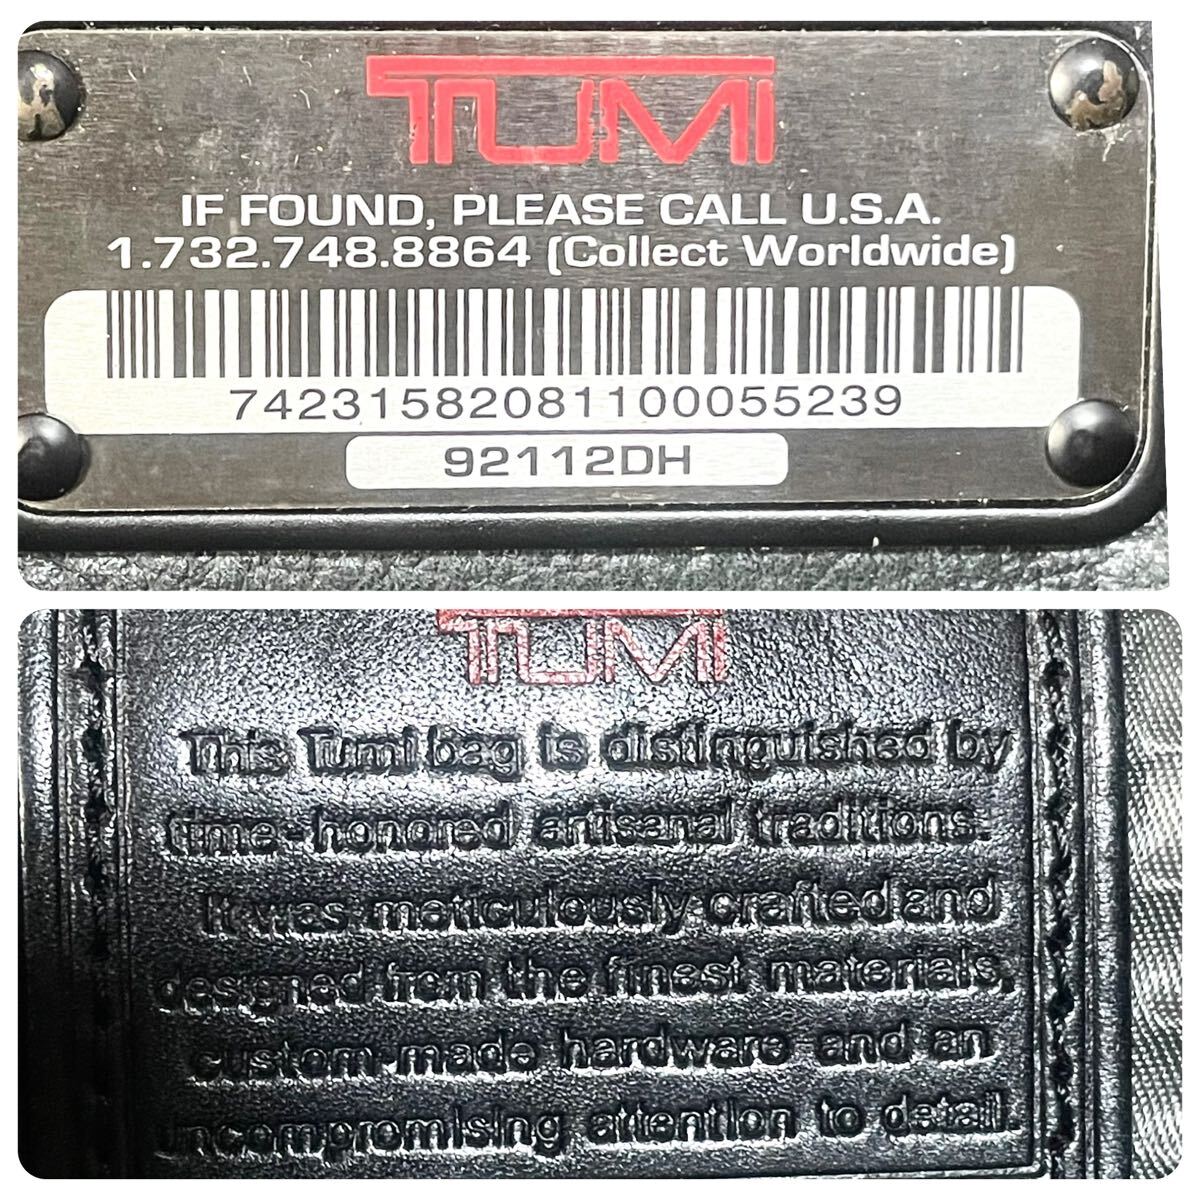 TUMI
IF FOUND, PLEASE CALL U.S.A.
1.732.748.8864 (Collect Worldwide)
74231582081100055239
92112DH
TUMI
This Tumi bag is distinguished by
time-honored artisanal traditions.
It was meticulously crafted and
designed from the finest materials,
custom-made hardware and an
uncompromising attention to detail.